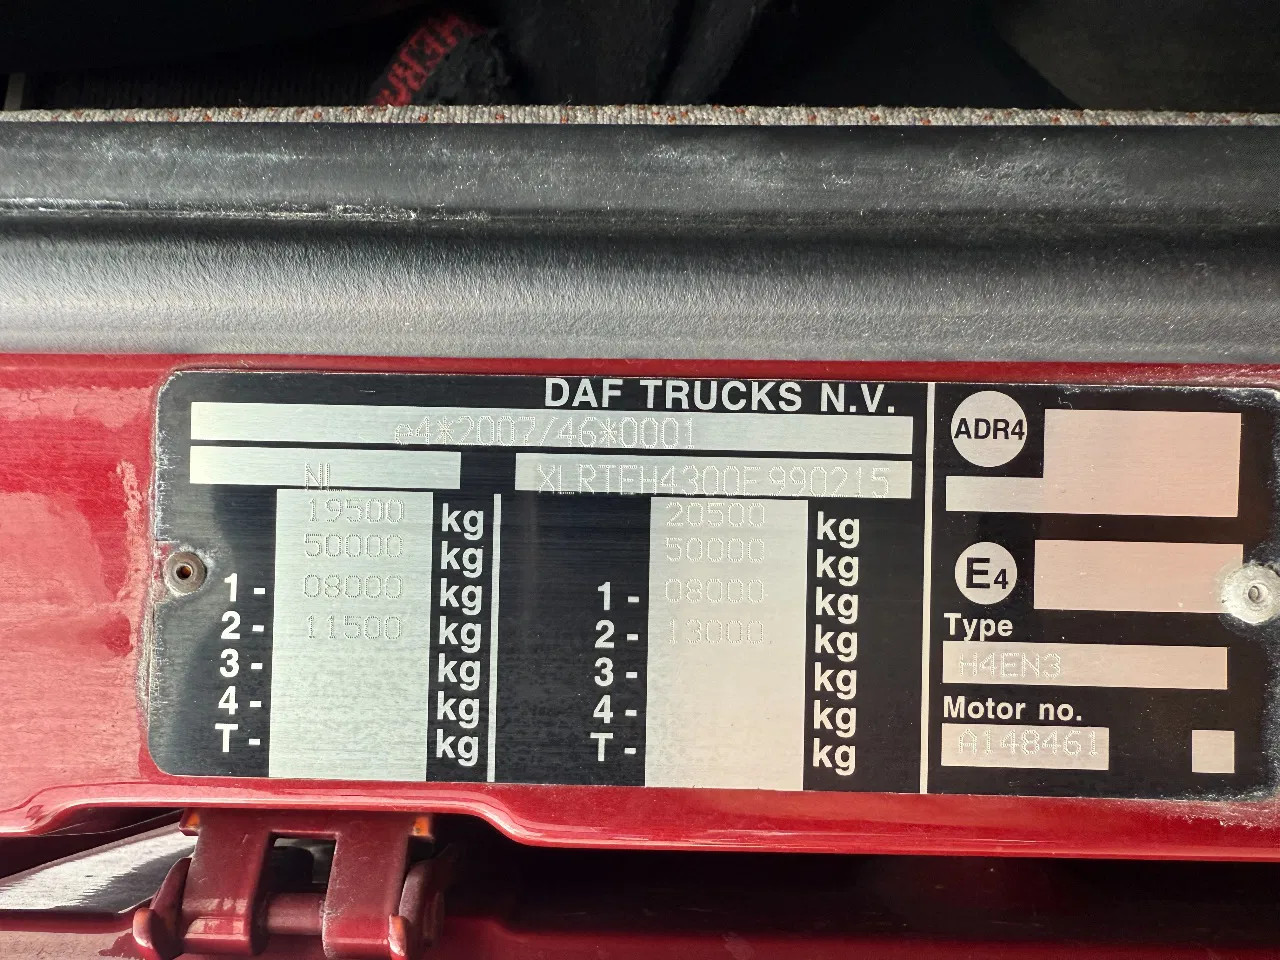 DAF TRUCKS N.V.
e4*2007/46*0001
NL XLRTEH4300E990215
19500 kg 20500 kg
50000 kg 50000 kg
1- 08000 kg 1- 08000 kg
2- 11500 kg 2- 13000 kg
3- kg 3- kg
4- kg 4- kg
T- kg T- kg
ADR4
E4
Type
H4EN3
Motor no.
A148461